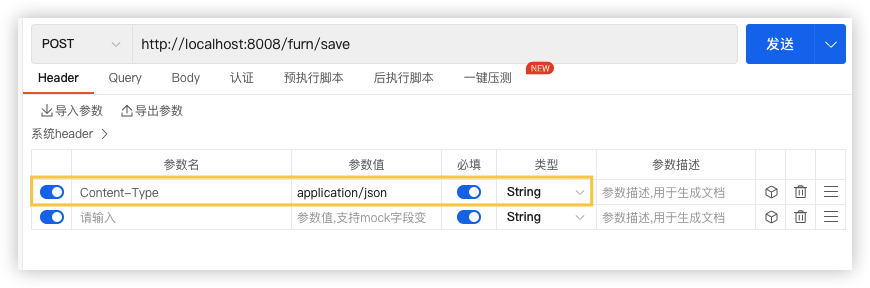 POST http://localhost:8008/furn/save 发送
Header Query Body 认证 预执行脚本 后执行脚本 一键压测 NEW
导入参数 导出参数
系统header >
参数名 参数值 必填 类型 参数描述
Content-Type application/json String 参数描述,用于生成文档
请输入 参数值,支持mock字段变 String 参数描述,用于生成文档